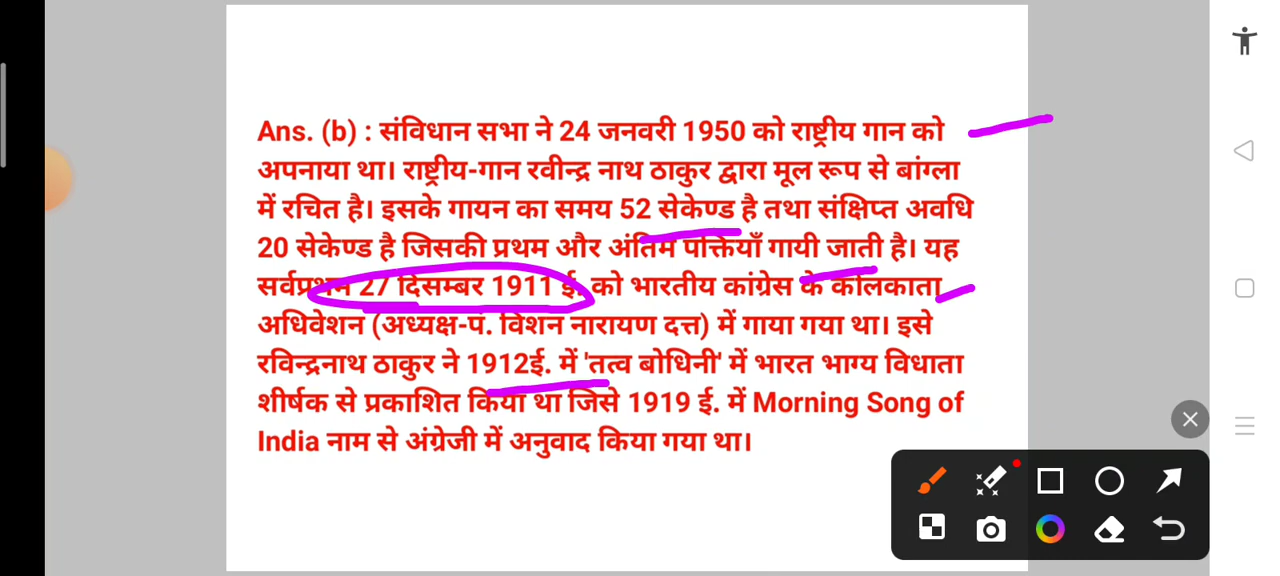 Ans. (b) : संविधान सभा ने 24 जनवरी 1950 को राष्ट्रीय गान को
अपनाया था। राष्ट्रीय-गान रवीन्द्र नाथ ठाकुर द्वारा मूल रूप से बांग्ला
में रचित है। इसके गायन का समय 52 सेकेण्ड है तथा संक्षिप्त अवधि
20 सेकेण्ड है जिसकी प्रथम और अंतिम पंक्तियाँ गायी जाती है। यह
सर्वप्रथम 27 दिसम्बर 1911 ई. को भारतीय कांग्रेस के कोलकाता
अधिवेशन (अध्यक्ष-पं. विशन नारायण दत्त) में गाया गया था। इसे
रविन्द्रनाथ ठाकुर ने 1912ई. में 'तत्व बोधिनी' में भारत भाग्य विधाता
शीर्षक से प्रकाशित किया था जिसे 1919 ई. में Morning Song of
India नाम से अंग्रेजी में अनुवाद किया गया था।